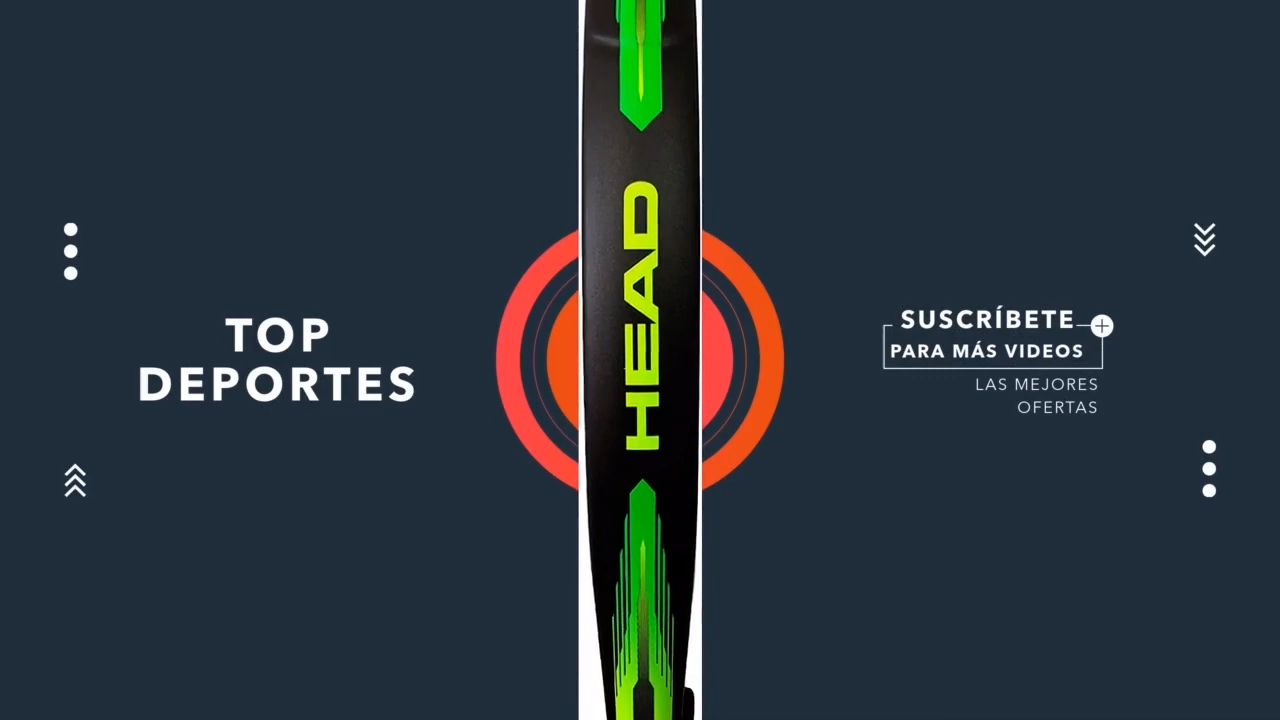 TOP
DEPORTES
HEAD
SUSCRÍBETE
PARA MÁS VIDEOS
LAS MEJORES
OFERTAS